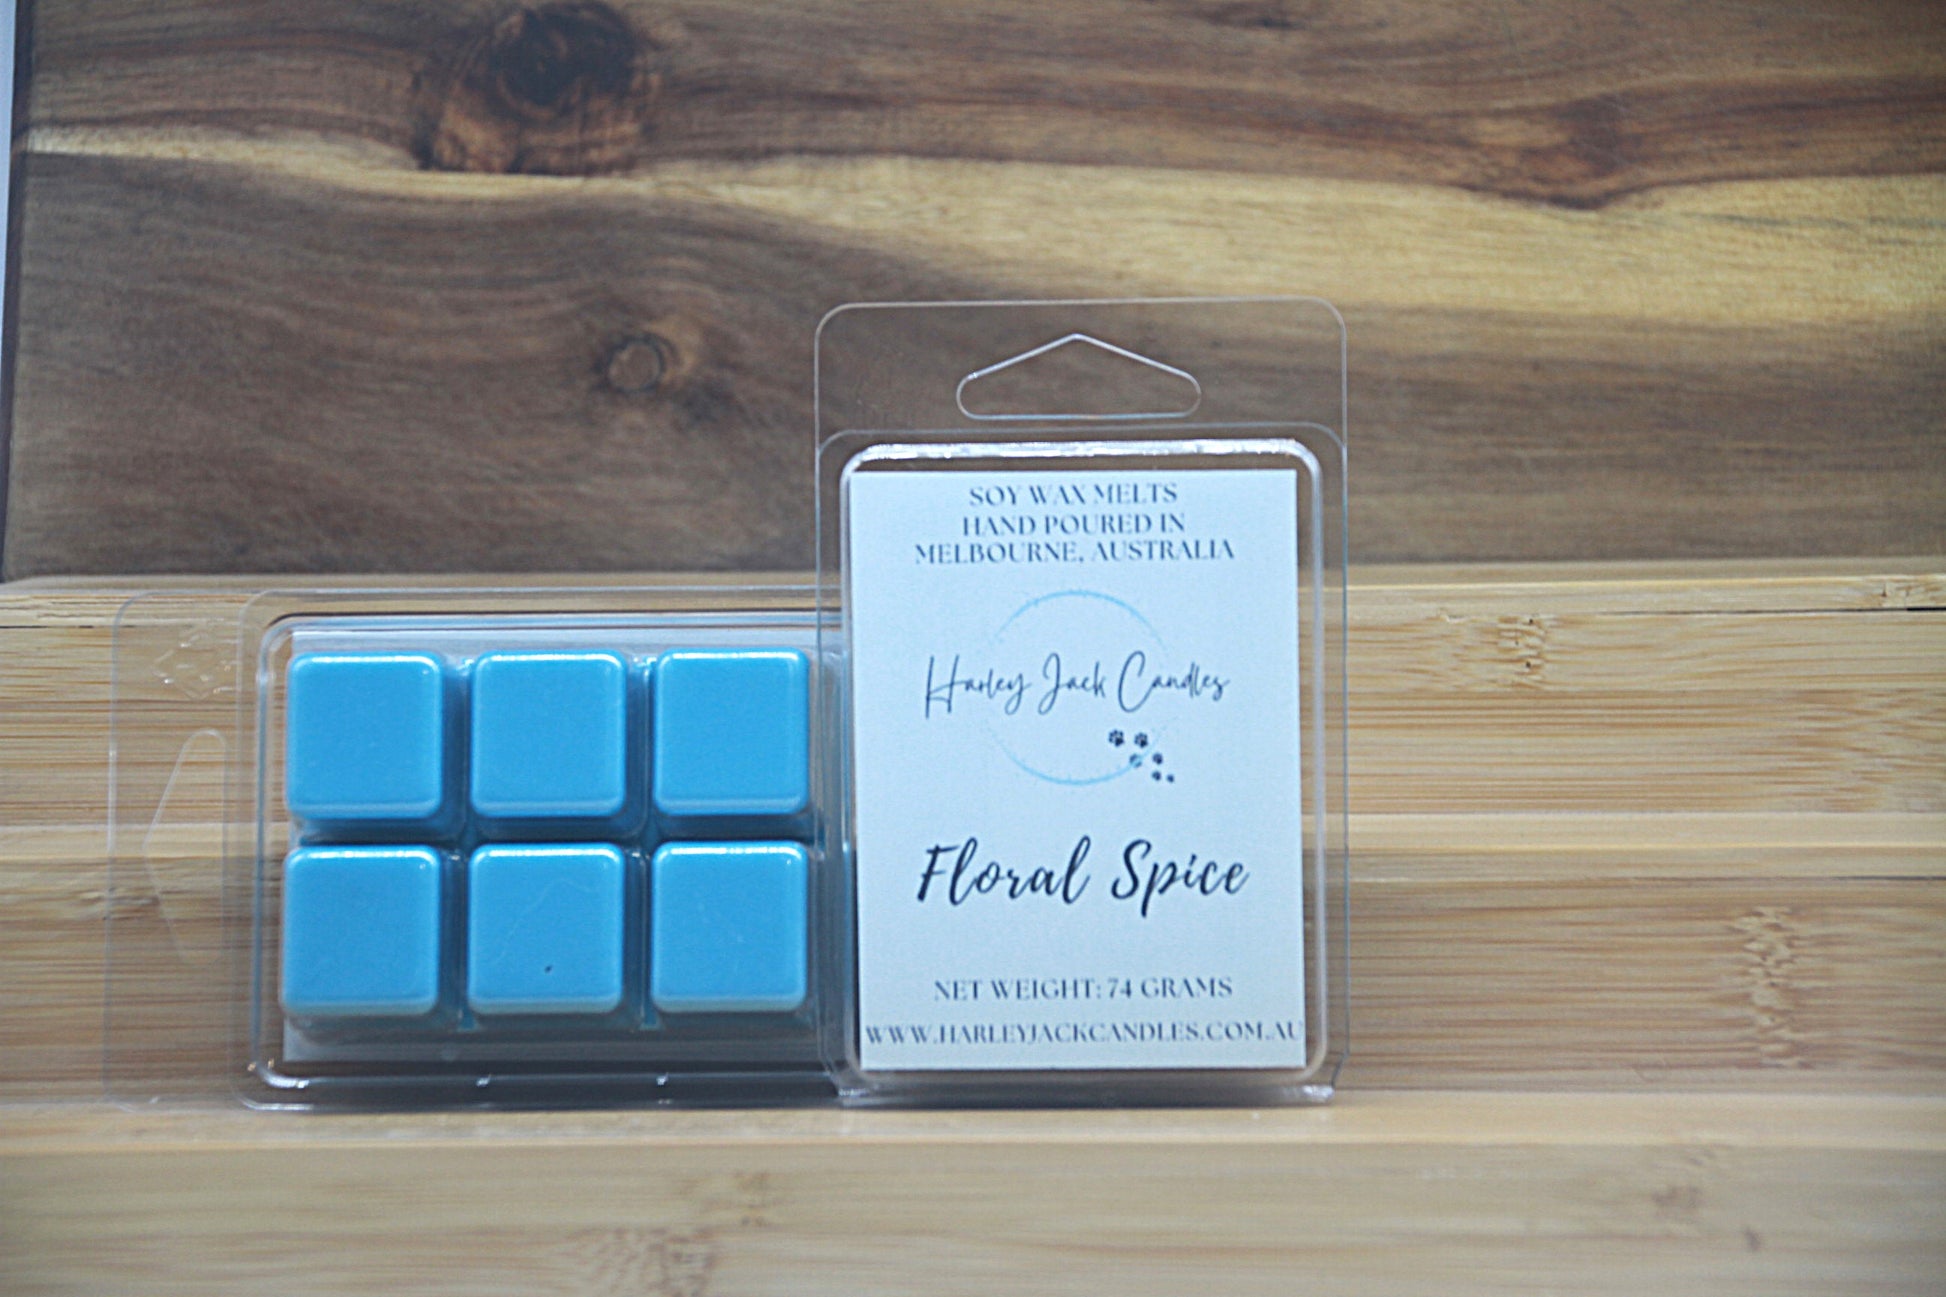 SOY WAX MELTS
HAND POURED IN
MELBOURNE, AUSTRALIA
Harley Jack Candles
Floral Spice
NET WEIGHT: 74 GRAMS
WWW.HARLEYJACKCANDLES.COM.AU